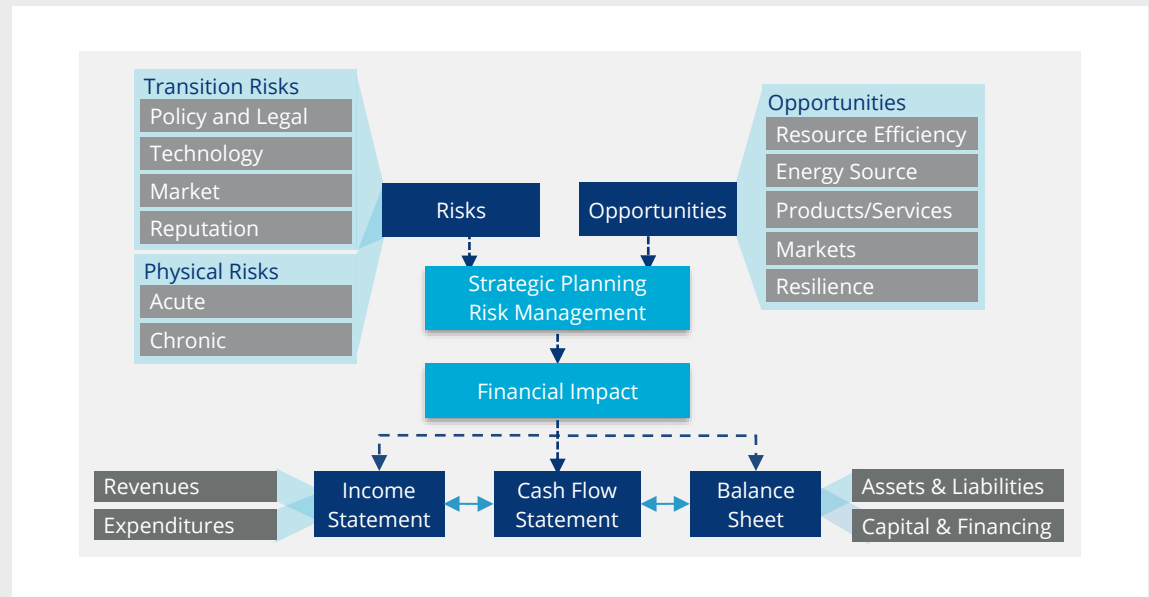 Transition Risks
Policy and Legal
Technology
Market
Reputation
Physical Risks
Acute
Chronic
Risks
Opportunities
Opportunities
Resource Efficiency
Energy Source
Products/Services
Markets
Resilience
Strategic Planning
Risk Management
Financial Impact
Revenues
Expenditures
Income
Statement
Cash Flow
Statement
Balance
Sheet
Assets & Liabilities
Capital & Financing